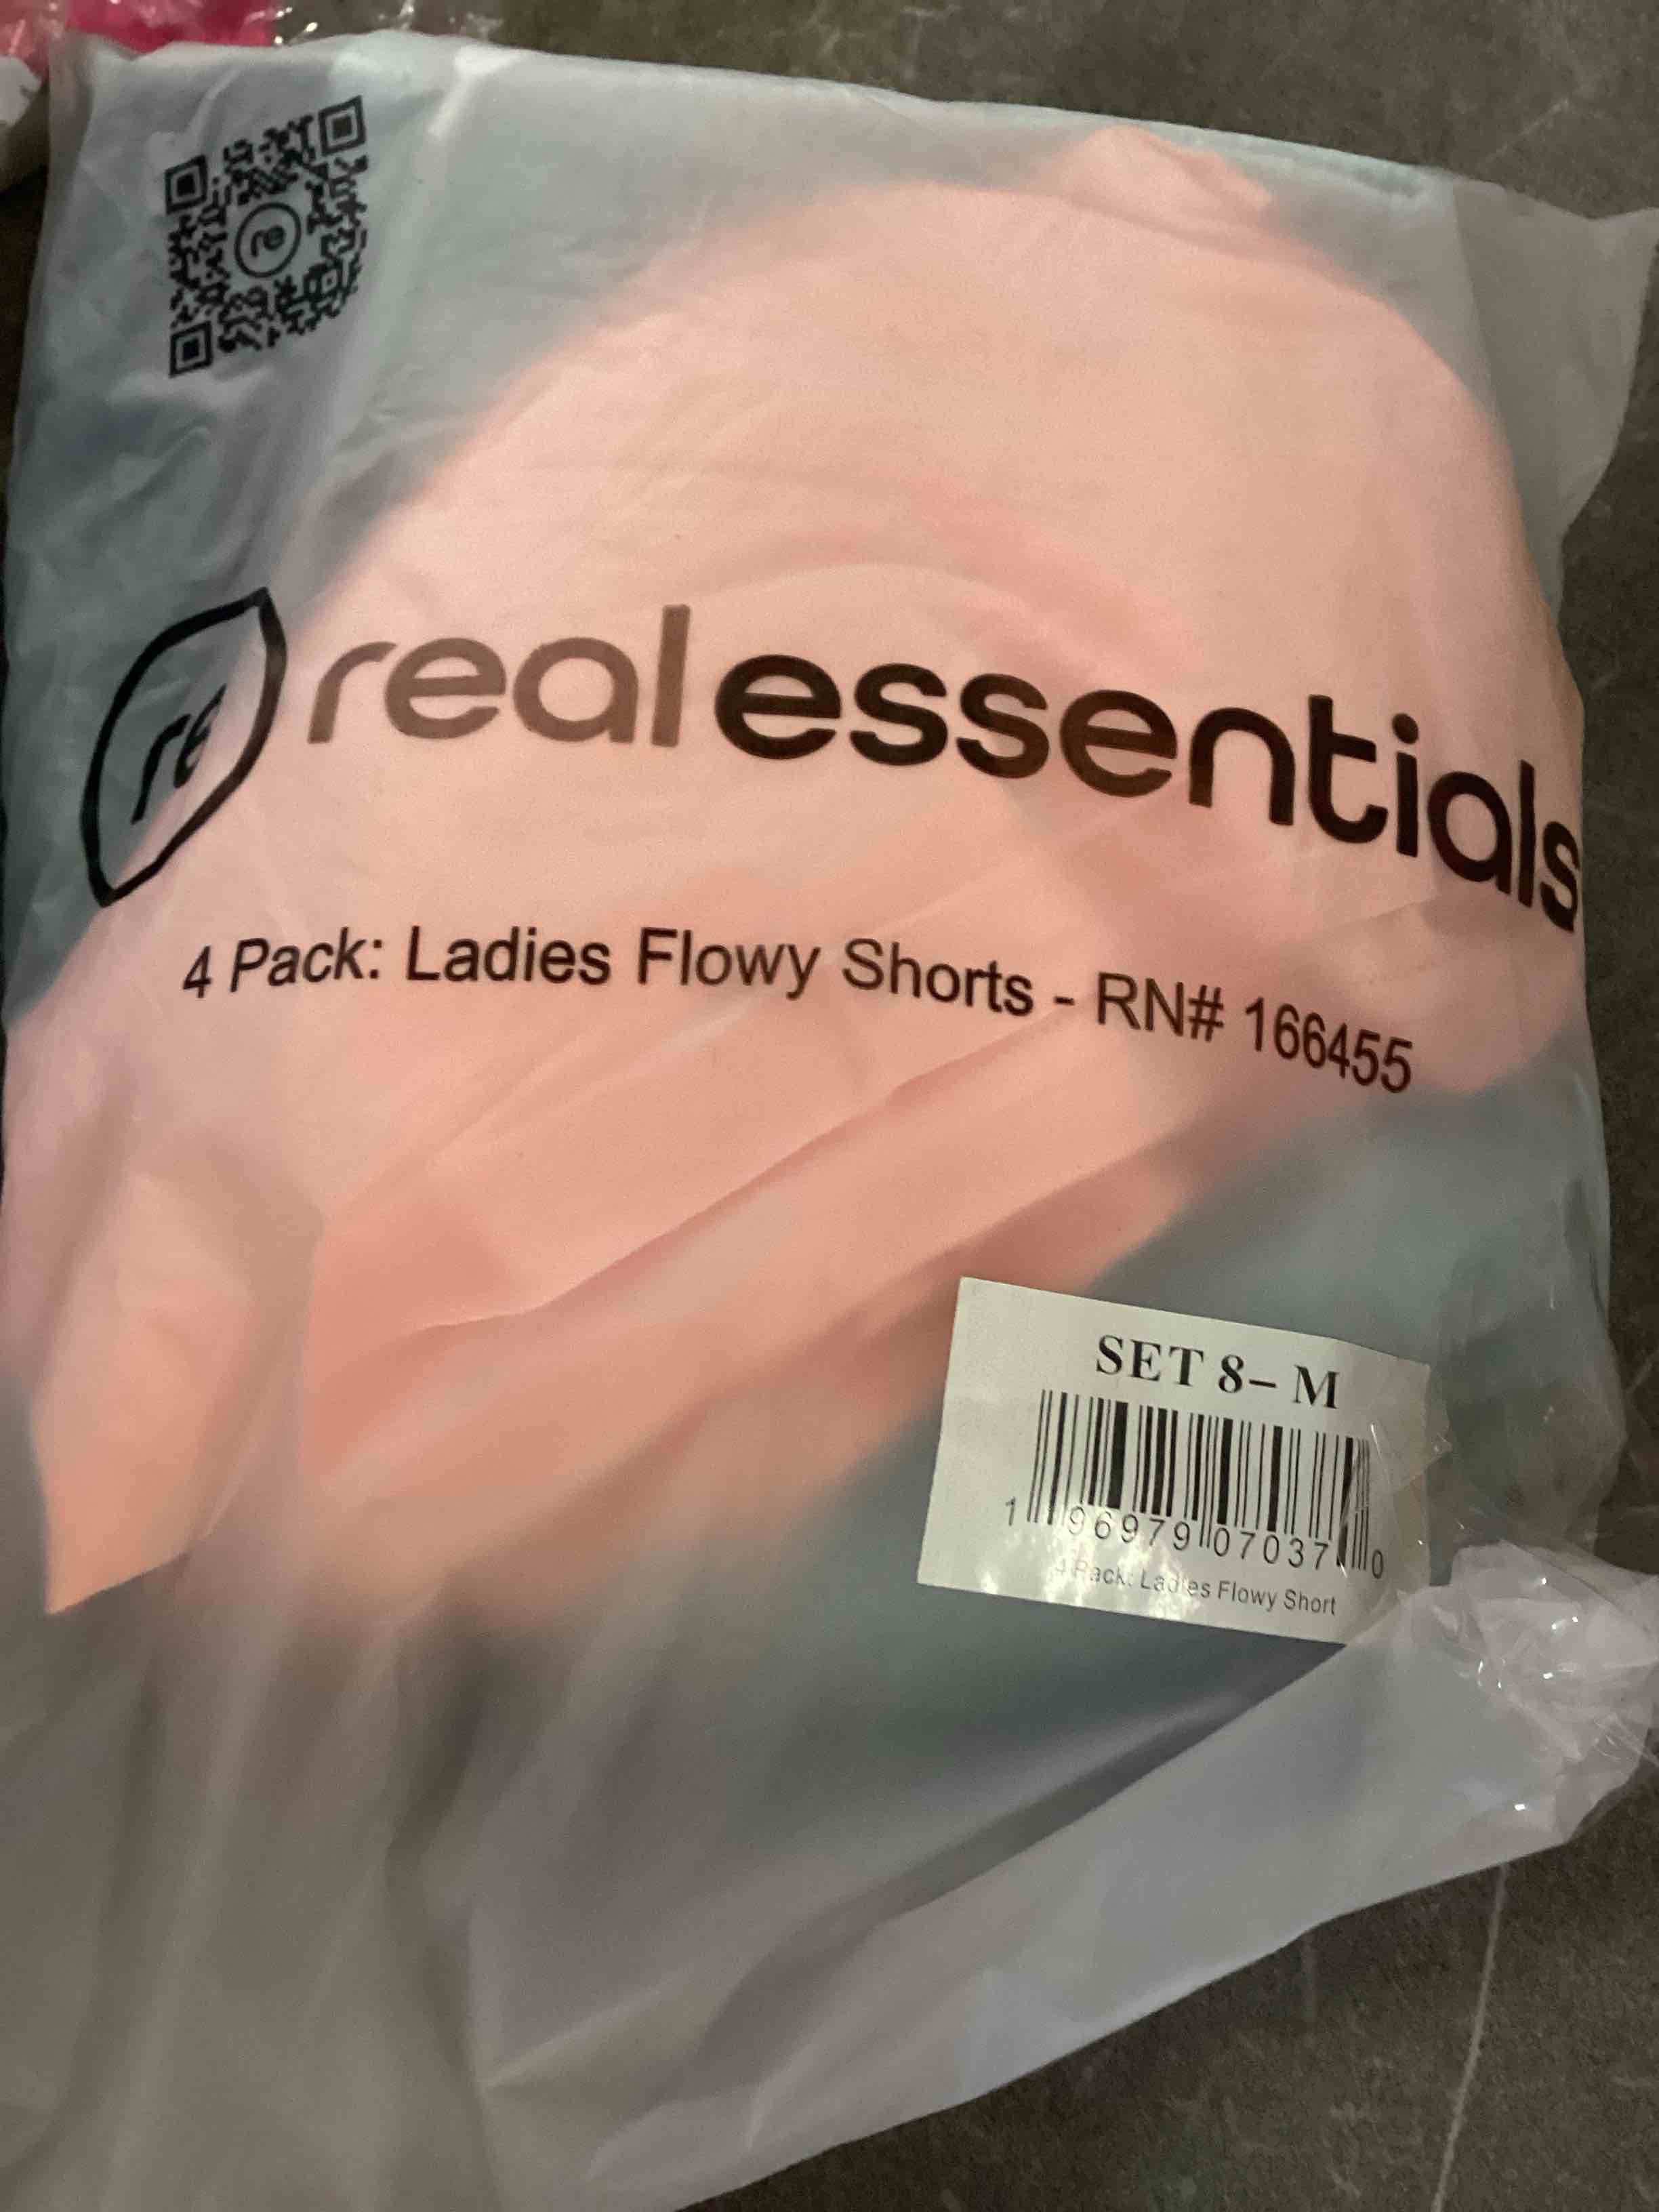 re
re realessentials
4 Pack: Ladies Flowy Shorts - RN# 166455
SET 8- M
1 96979 07037 0
4 Pack: Ladies Flowy Short